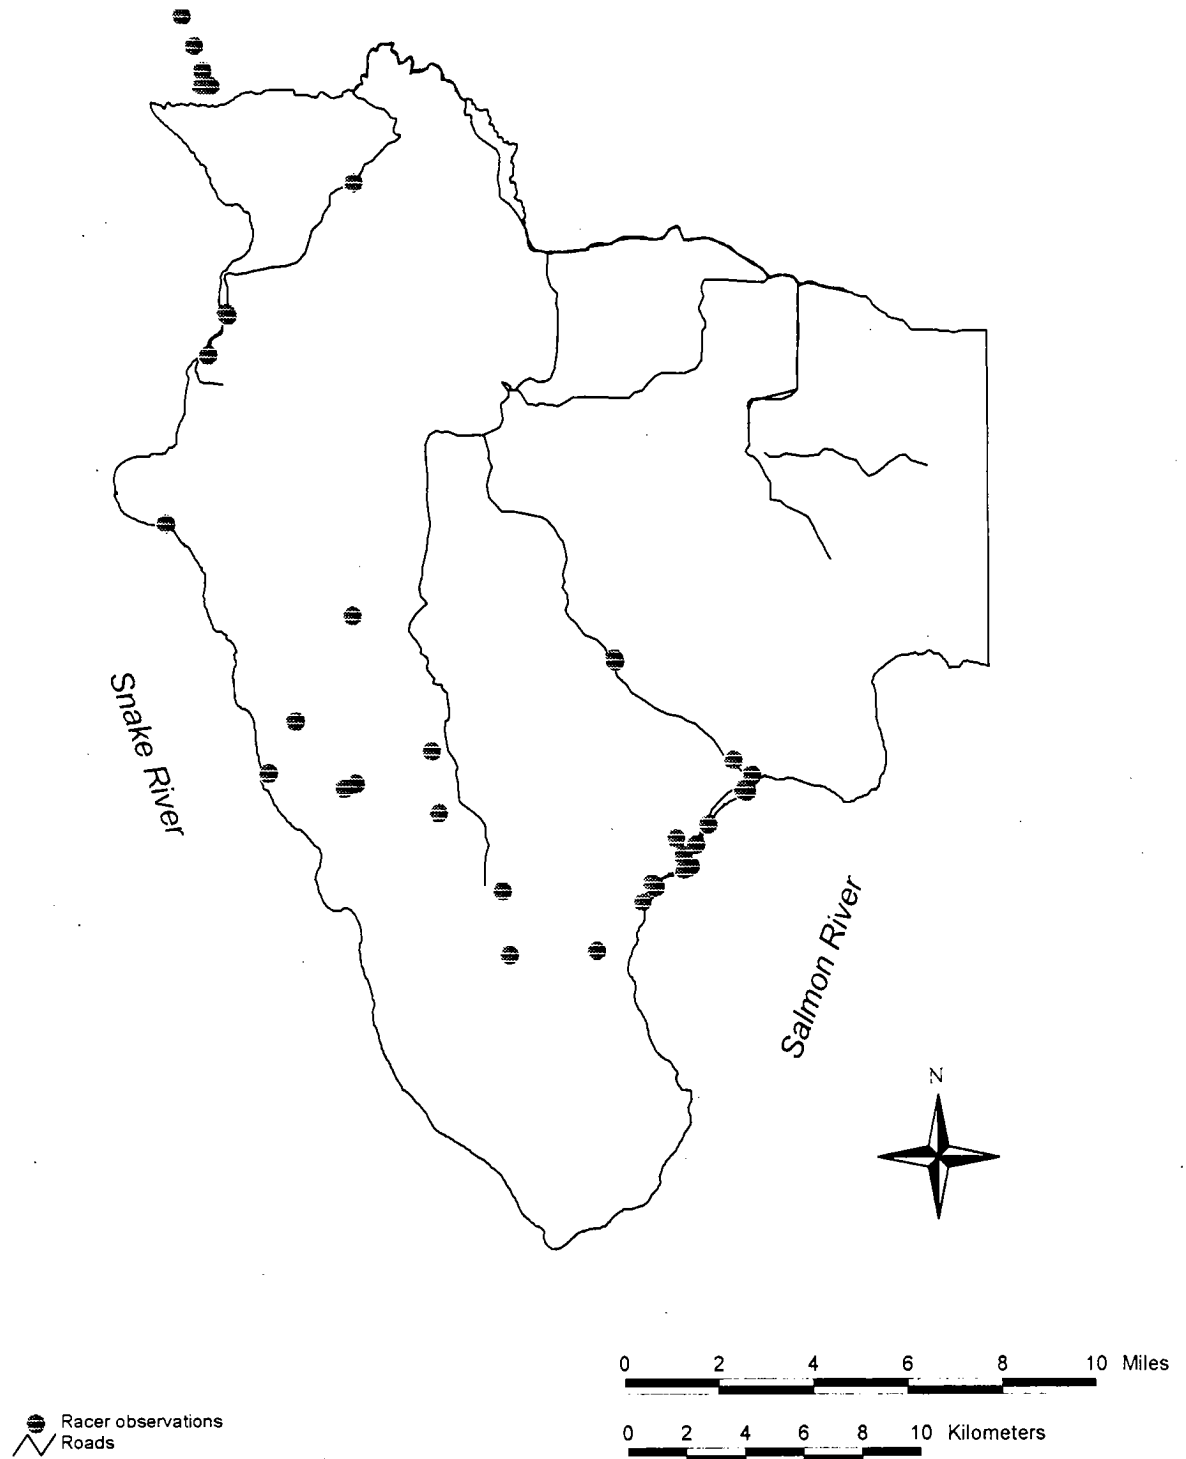 Snake River
Salmon River
N
0 2 4 6 8 10 Miles
0 2 4 6 8 10 Kilometers
Racer observations
Roads